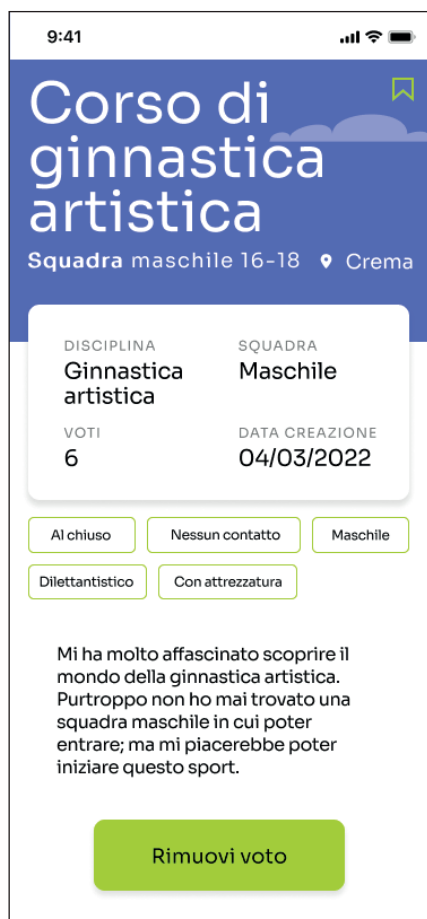 9:41
Corso di
ginnastica
artistica
Squadra maschile 16-18 Crema
DISCIPLINA
Ginnastica
artistica
SQUADRA
Maschile
VOTI
6
DATA CREAZIONE
04/03/2022
Al chiuso
Nessun contatto
Maschile
Dilettantistico
Con attrezzatura
Mi ha molto affascinato scoprire il
mondo della ginnastica artistica.
Purtroppo non ho mai trovato una
squadra maschile in cui poter
entrare; ma mi piacerebbe poter
iniziare questo sport.
Rimuovi voto